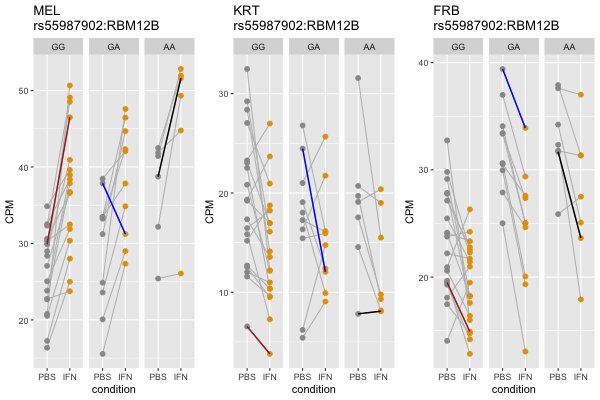 MEL
rs55987902:RBM12B
GG GA AA
50
40
30
20
CPM
PBS IFN PBS IFN PBS IFN
condition
KRT
rs55987902:RBM12B
GG GA AA
30
20
10
CPM
PBS IFN PBS IFN PBS IFN
condition
FRB
rs55987902:RBM12B
GG GA AA
40
30
20
CPM
PBS IFN PBS IFN PBS IFN
condition